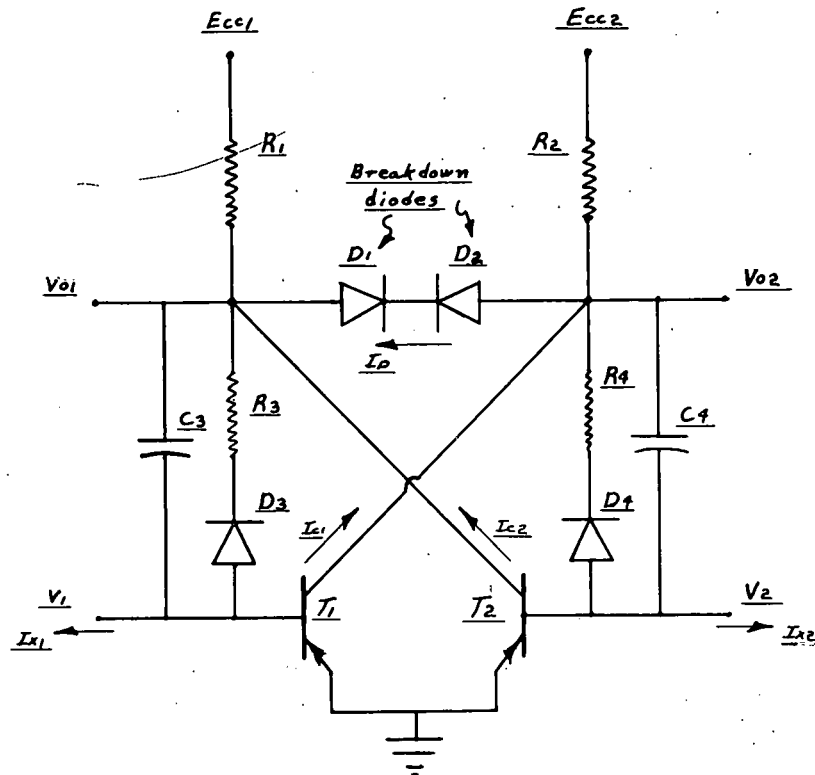 Ecc1
Ecc2
R1
R2
Breakdown
diodes
D1
D2
Vo1
Vo2
ID
R3
R4
C3
C4
D3
D4
Ic1
Ic2
V1
T1
T2
V2
Ix1
Ix2